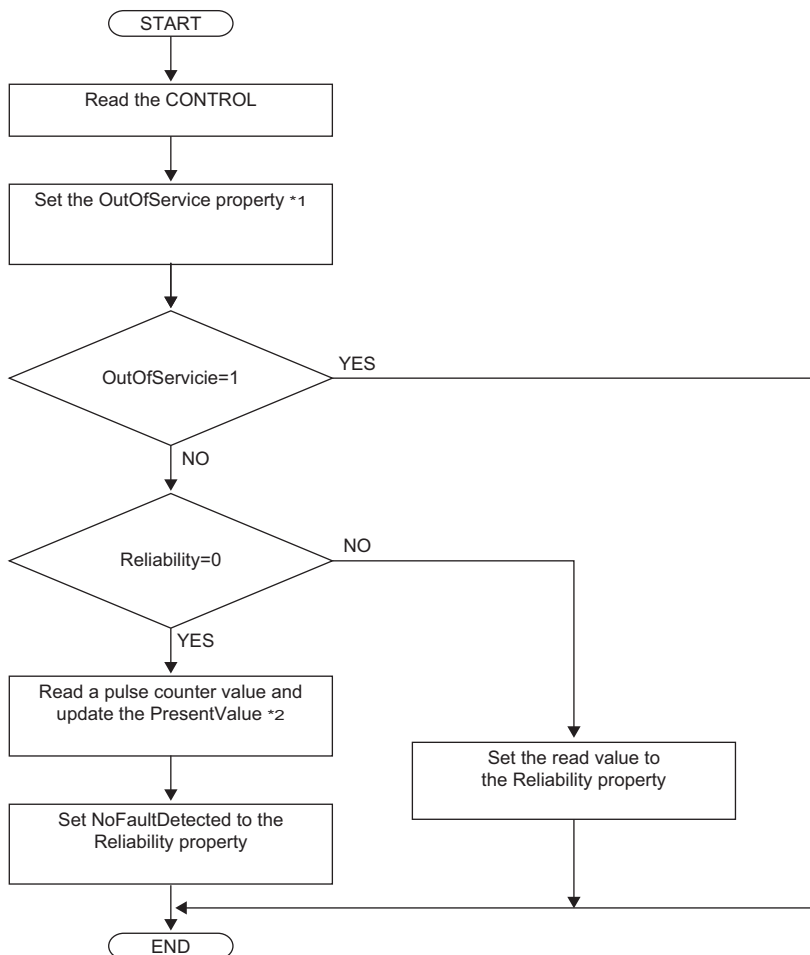 START
Read the CONTROL
Set the OutOfService property *1
OutOfServicie=1
YES
NO
Reliability=0
NO
YES
Read a pulse counter value and
update the PresentValue *2
Set the read value to
the Reliability property
Set NoFaultDetected to the
Reliability property
END